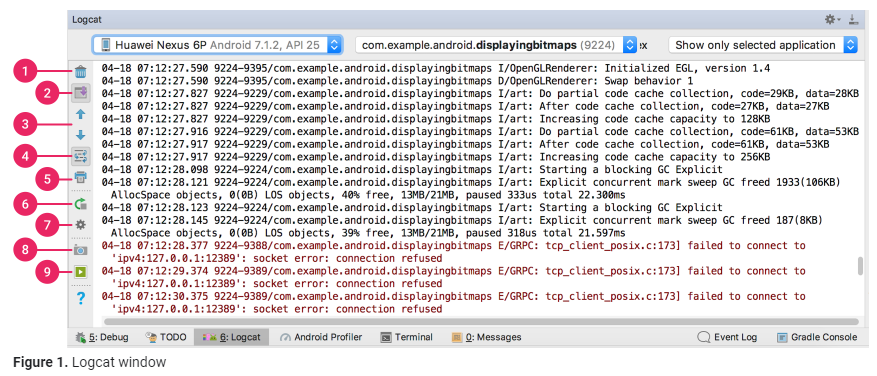 Logcat
Huawei Nexus 6P Android 7.1.2, API 25
com.example.android.displayingbitmaps (9224)
Show only selected application
1
2
3
4
5
6
7
8
9
?
04-18 07:12:27.590 9224-9395/com.example.android.displayingbitmaps I/OpenGLRenderer: Initialized EGL, version 1.4
04-18 07:12:27.590 9224-9395/com.example.android.displayingbitmaps D/OpenGLRenderer: Swap behavior 1
04-18 07:12:27.827 9224-9229/com.example.android.displayingbitmaps I/art: Do partial code cache collection, code=29KB, data=28KB
04-18 07:12:27.827 9224-9229/com.example.android.displayingbitmaps I/art: After code cache collection, code=27KB, data=27KB
04-18 07:12:27.827 9224-9229/com.example.android.displayingbitmaps I/art: Increasing code cache capacity to 128KB
04-18 07:12:27.916 9224-9229/com.example.android.displayingbitmaps I/art: Do partial code cache collection, code=61KB, data=53KB
04-18 07:12:27.917 9224-9229/com.example.android.displayingbitmaps I/art: After code cache collection, code=61KB, data=53KB
04-18 07:12:27.917 9224-9229/com.example.android.displayingbitmaps I/art: Increasing code cache capacity to 256KB
04-18 07:12:28.098 9224-9224/com.example.android.displayingbitmaps I/art: Starting a blocking GC Explicit
04-18 07:12:28.121 9224-9224/com.example.android.displayingbitmaps I/art: Explicit concurrent mark sweep GC freed 1933(106KB)
AllocSpace objects, 0(0B) LOS objects, 40% free, 13MB/21MB, paused 333us total 22.300ms
04-18 07:12:28.123 9224-9224/com.example.android.displayingbitmaps I/art: Starting a blocking GC Explicit
04-18 07:12:28.145 9224-9224/com.example.android.displayingbitmaps I/art: Explicit concurrent mark sweep GC freed 187(8KB)
AllocSpace objects, 0(0B) LOS objects, 39% free, 13MB/21MB, paused 318us total 21.597ms
04-18 07:12:28.377 9224-9388/com.example.android.displayingbitmaps E/GRPC: tcp_client_posix.c:173] failed to connect to
'ipv4:127.0.0.1:12389': socket error: connection refused
04-18 07:12:29.374 9224-9389/com.example.android.displayingbitmaps E/GRPC: tcp_client_posix.c:173] failed to connect to
'ipv4:127.0.0.1:12389': socket error: connection refused
04-18 07:12:30.375 9224-9389/com.example.android.displayingbitmaps E/GRPC: tcp_client_posix.c:173] failed to connect to
'ipv4:127.0.0.1:12389': socket error: connection refused
5: Debug
TODO
6: Logcat
Android Profiler
Terminal
0: Messages
Event Log
Gradle Console
Figure 1. Logcat window